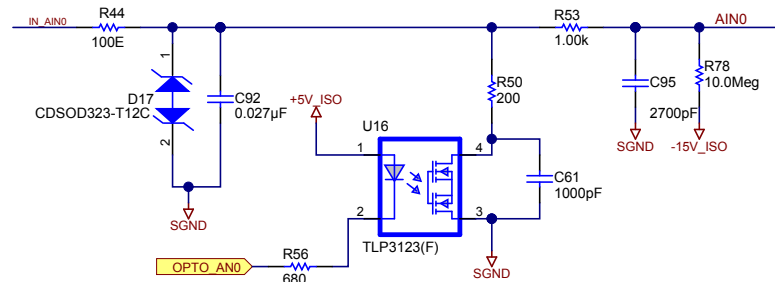 R44
IN_AIN0
100E
R53
1.00k
AIN0
1
D17
CDSOD323-T12C
2
C92
0.027µF
SGND
+5V_ISO
R50
200
C95
2700pF
SGND
R78
10.0Meg
-15V_ISO
U16
1
4
2
3
TLP3123(F)
C61
1000pF
SGND
OPTO_AN0
R56
680